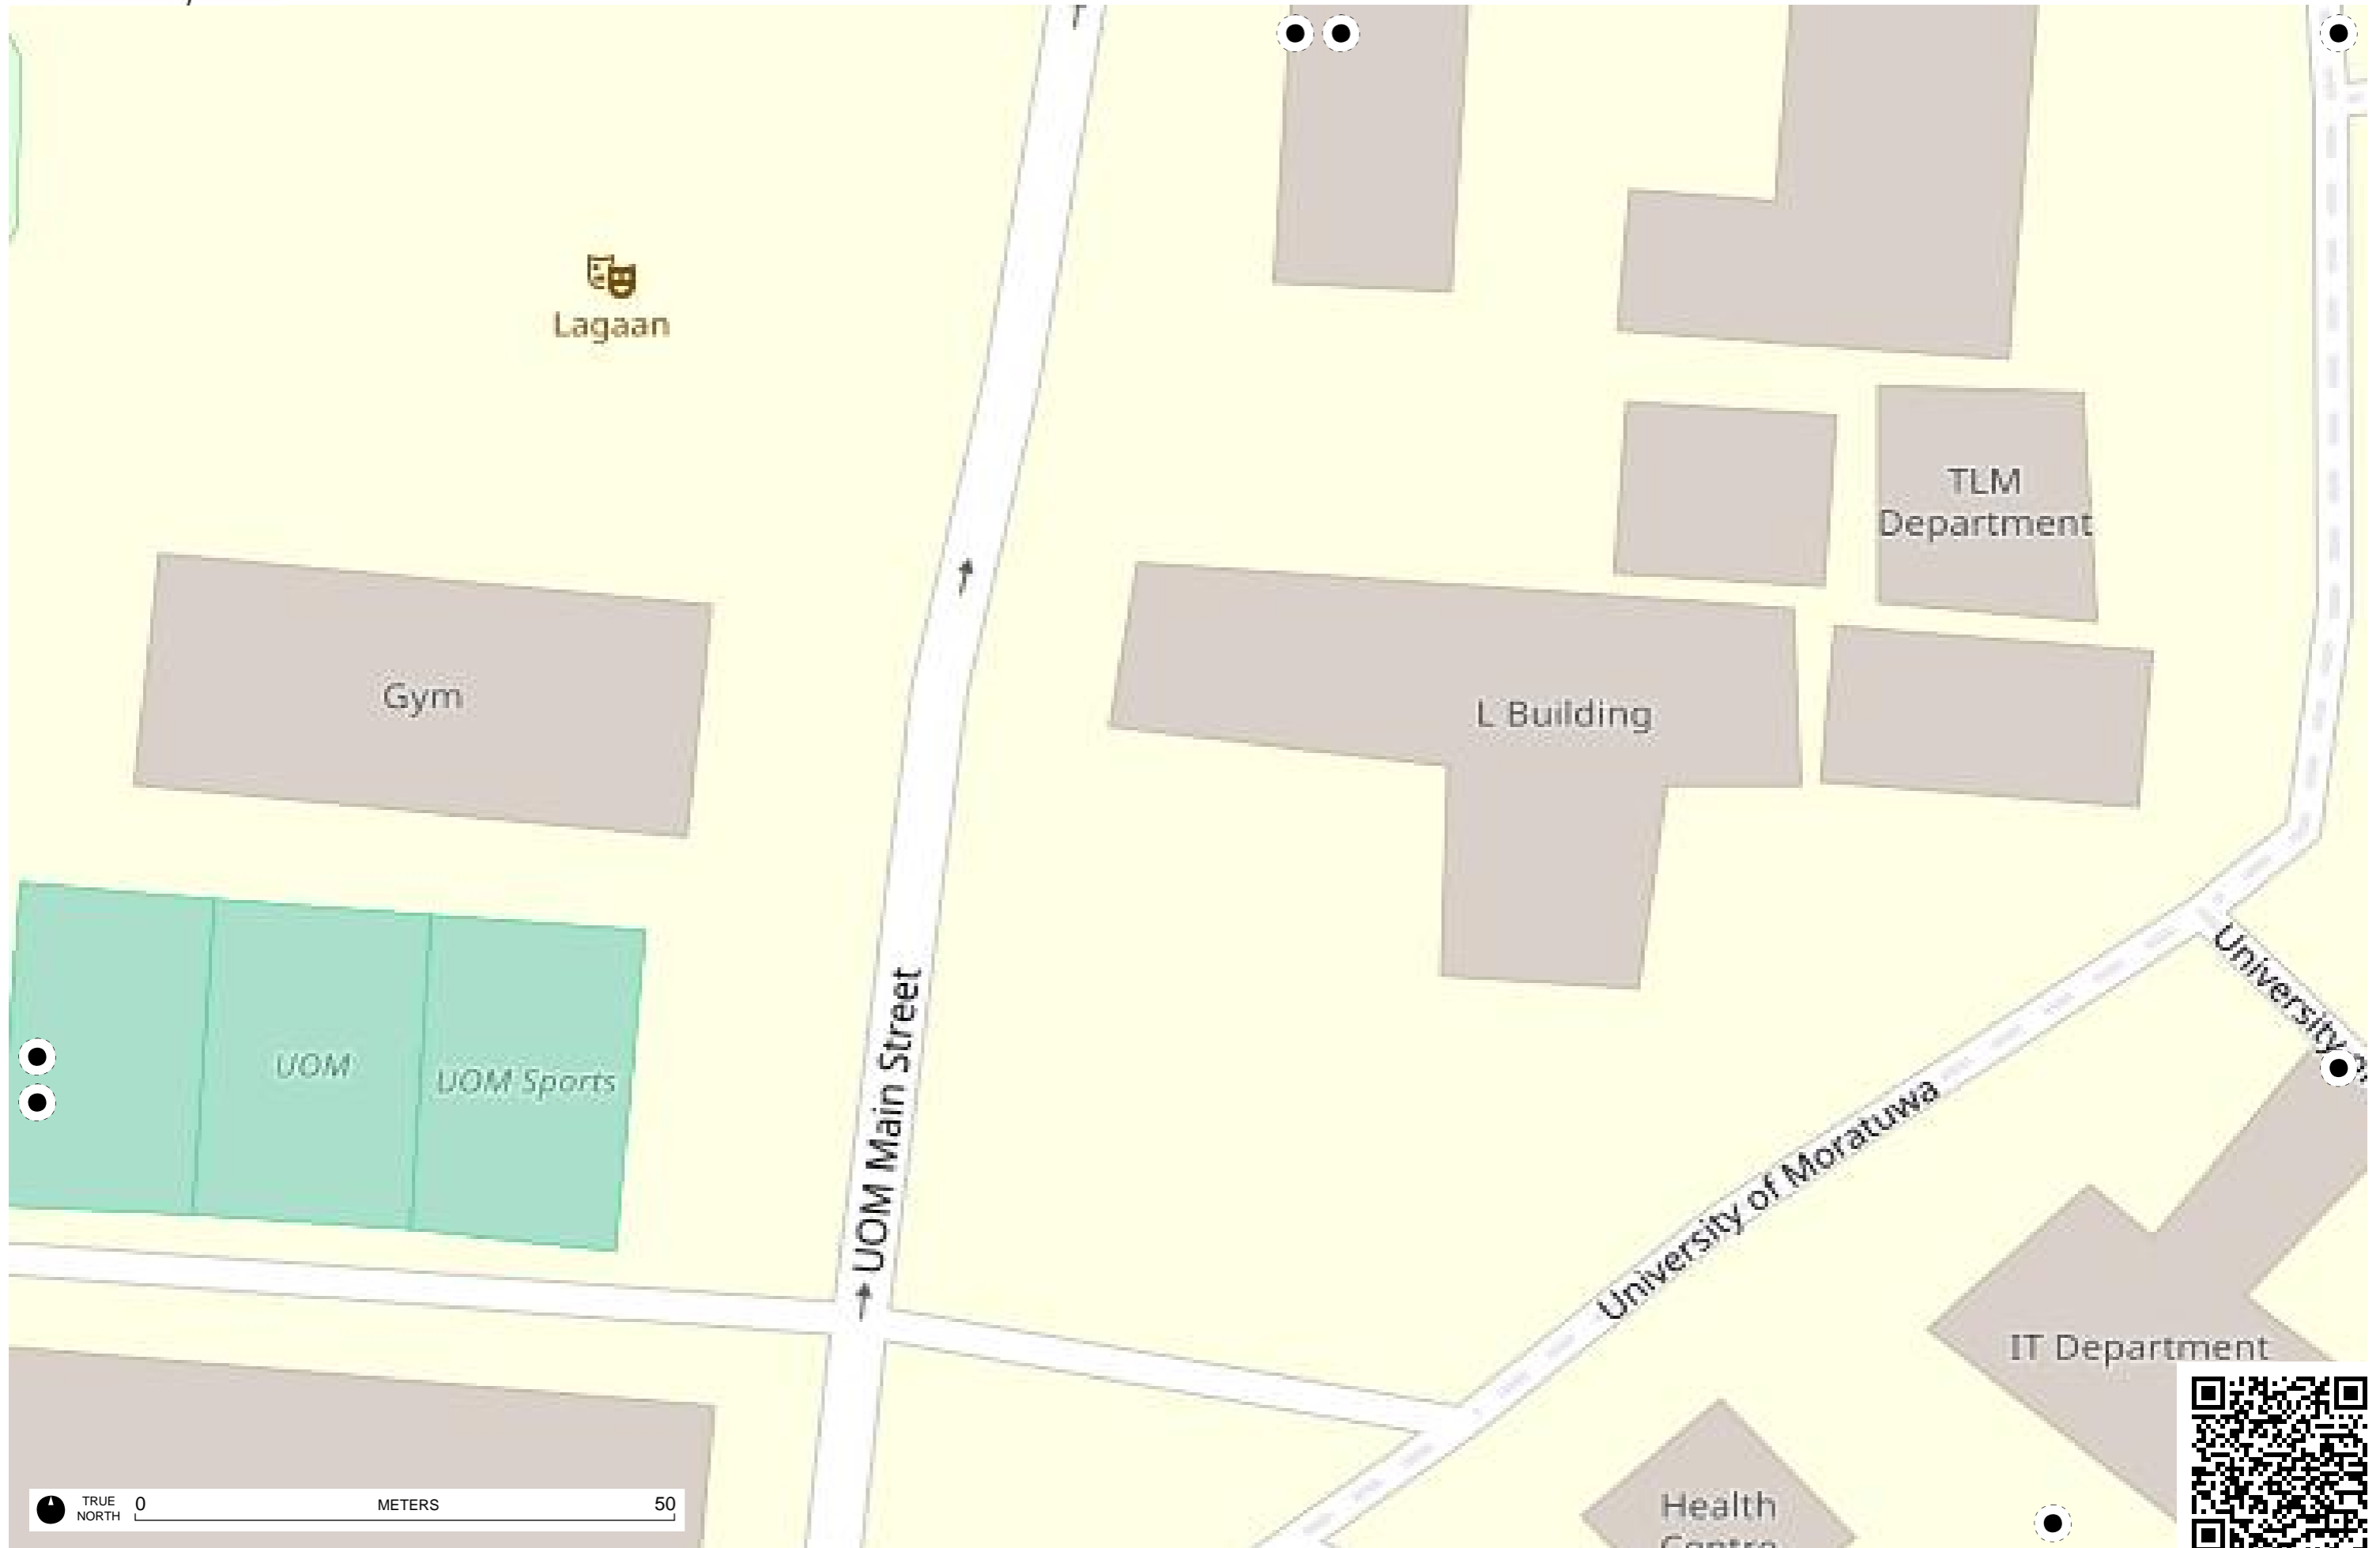 Lagaan
TLM
Department
Gym
L Building
UOM
UOM Sports
UOM Main Street
University of Moratuwa
University
IT Department
Health
TRUE
NORTH
0
METERS
50